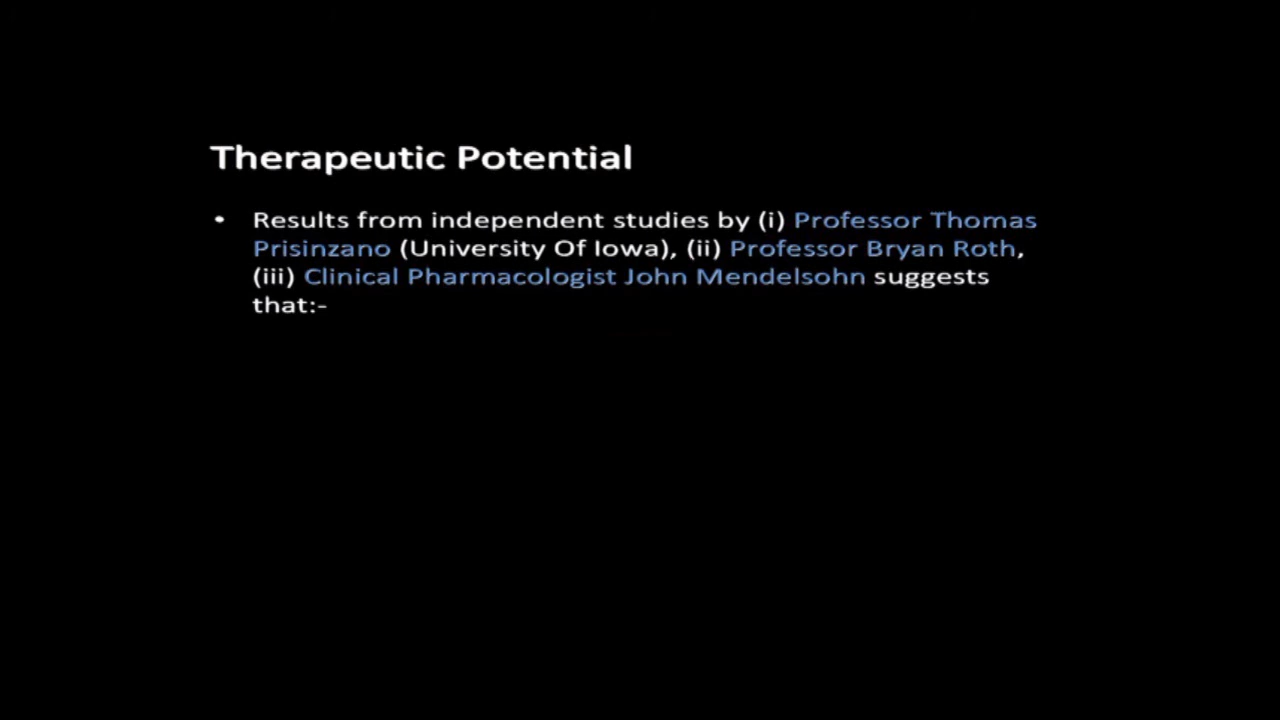 Therapeutic Potential
• Results from independent studies by (i) Professor Thomas
Prisinzano (University Of Iowa), (ii) Professor Bryan Roth,
(iii) Clinical Pharmacologist John Mendelsohn suggests
that:-